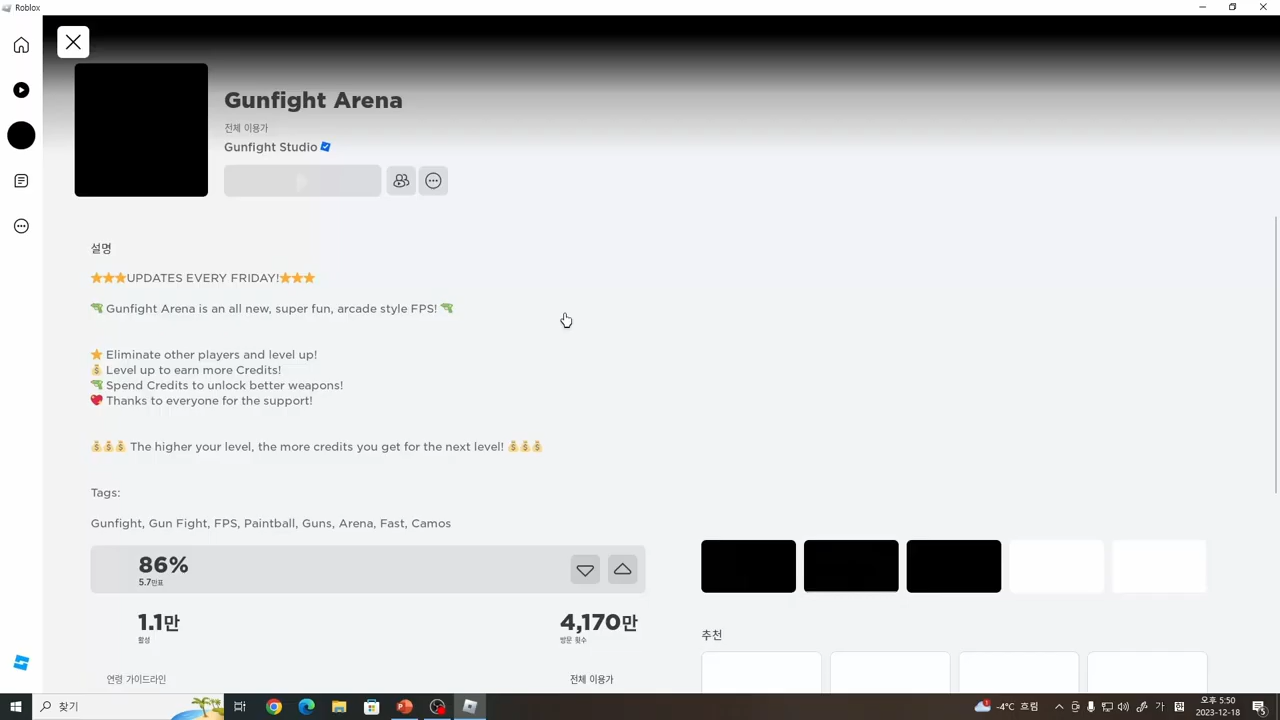 Roblox
Gunfight Arena
전체 이용가
Gunfight Studio
설명
⭐⭐⭐UPDATES EVERY FRIDAY!⭐⭐⭐
🔫 Gunfight Arena is an all new, super fun, arcade style FPS! 🔫
⭐ Eliminate other players and level up!
💰 Level up to earn more Credits!
🔫 Spend Credits to unlock better weapons!
❤️ Thanks to everyone for the support!
💰💰💰 The higher your level, the more credits you get for the next level! 💰💰💰
Tags:
Gunfight, Gun Fight, FPS, Paintball, Guns, Arena, Fast, Camos
86%
5.7만표
1.1만
활성
4,170만
방문 횟수
추천
연령 가이드라인
전체 이용가
찾기
-4°C 흐림
가
오후 5:50
2023-12-18